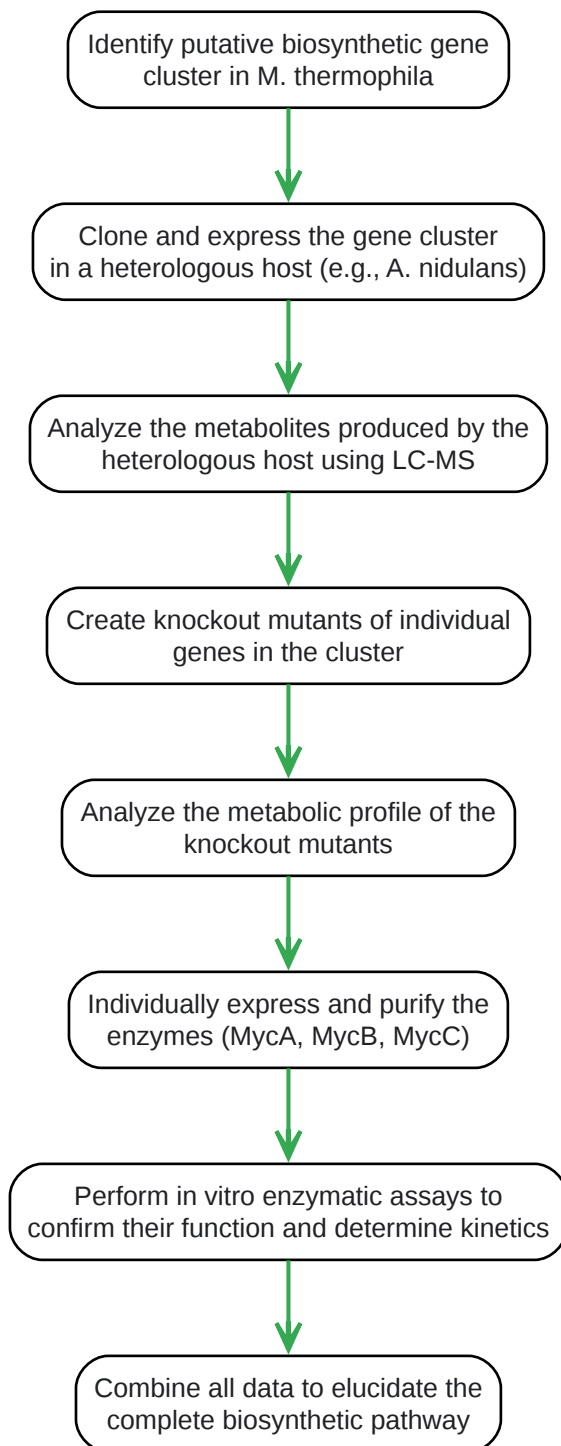 Identify putative biosynthetic gene
cluster in M. thermophila
Clone and express the gene cluster
in a heterologous host (e.g., A. nidulans)
Analyze the metabolites produced by the
heterologous host using LC-MS
Create knockout mutants of individual
genes in the cluster
Analyze the metabolic profile of the
knockout mutants
Individually express and purify the
enzymes (MycA, MycB, MycC)
Perform in vitro enzymatic assays to
confirm their function and determine kinetics
Combine all data to elucidate the
complete biosynthetic pathway